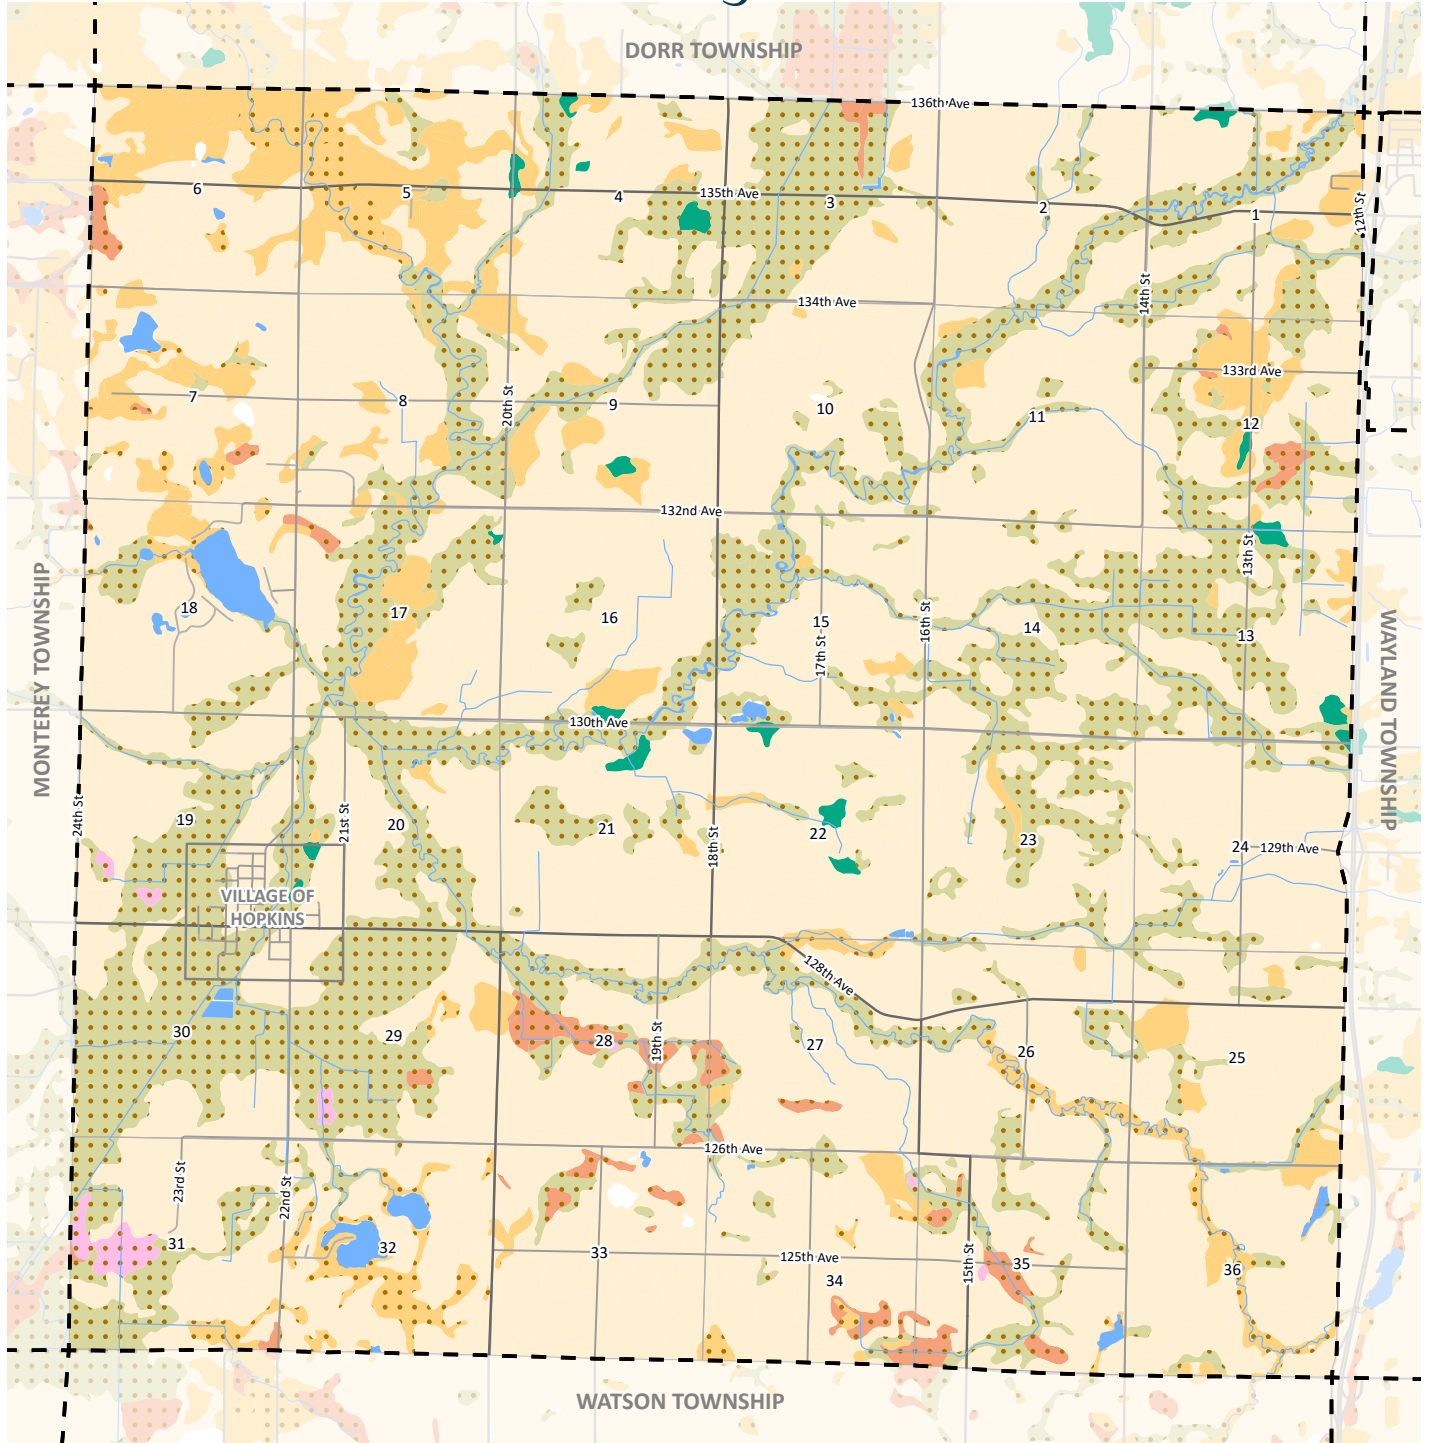 DORR TOWNSHIP
136th Ave
6
5
4
135th Ave
3
2
1
12th St
134th Ave
14th St
133rd Ave
7
8
20th St
9
10
11
12
132nd Ave
13th St
MONTEREY TOWNSHIP
18
17
16
15
17th St
16th St
14
13
WAYLAND TOWNSHIP
130th Ave
24th St
19
21st St
20
21
18th St
22
23
24
129th Ave
VILLAGE OF
HOPKINS
128th Ave
30
29
28
19th St
27
26
25
126th Ave
23rd St
22nd St
31
32
33
125th Ave
34
15th St
35
36
WATSON TOWNSHIP